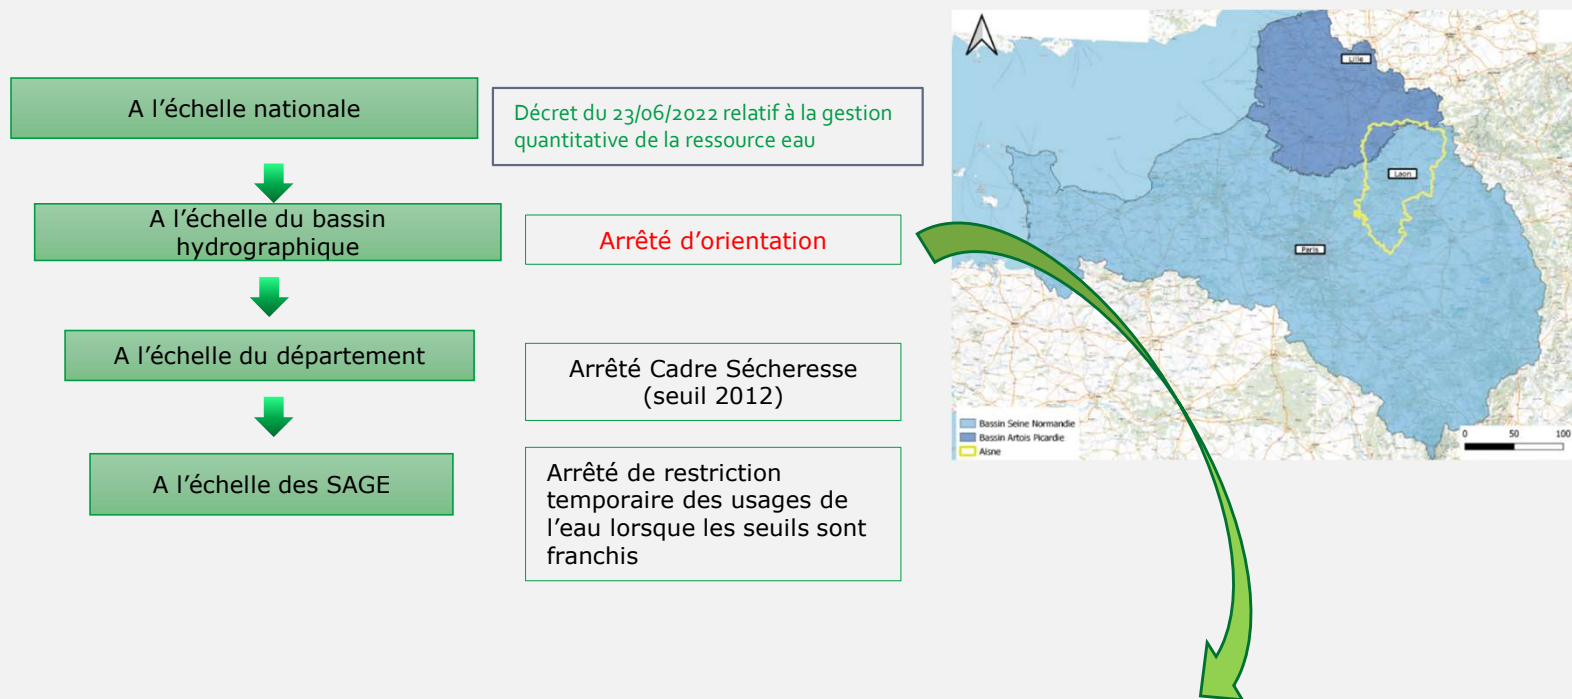 A l'échelle nationale
Décret du 23/06/2022 relatif à la gestion
quantitative de la ressource eau
A l'échelle du bassin
hydrographique
Arrêté d'orientation
A l'échelle du département
Arrêté Cadre Sécheresse
(seuil 2012)
A l'échelle des SAGE
Arrêté de restriction
temporaire des usages de
l'eau lorsque les seuils sont
franchis
Lille
Laon
Paris
Bassin Seine Normandie
Bassin Artois Picardie
Aisne
0 50 100